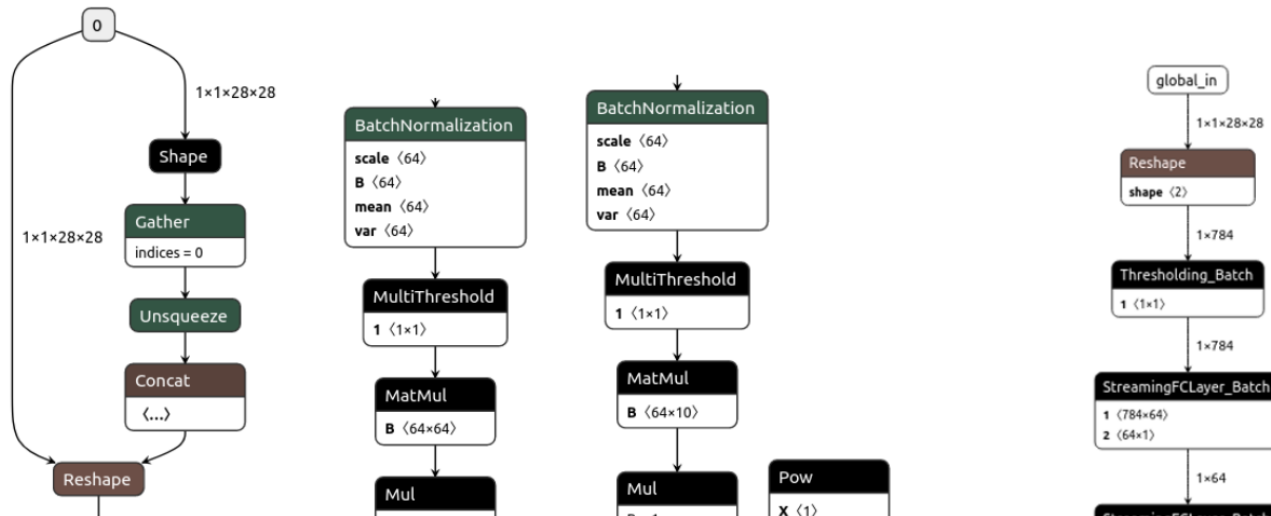 0
1×1×28×28
Shape
Gather
indices = 0
1×1×28×28
Unsqueeze
Concat
〈...〉
Reshape
BatchNormalization
scale 〈64〉
B 〈64〉
mean 〈64〉
var 〈64〉
MultiThreshold
1 〈1×1〉
MatMul
B 〈64×64〉
Mul
BatchNormalization
scale 〈64〉
B 〈64〉
mean 〈64〉
var 〈64〉
MultiThreshold
1 〈1×1〉
MatMul
B 〈64×10〉
Mul
Pow
X 〈1〉
global_in
1×1×28×28
Reshape
shape 〈2〉
1×784
Thresholding_Batch
1 〈1×1〉
1×784
StreamingFCLayer_Batch
1 〈784×64〉
2 〈64×1〉
1×64